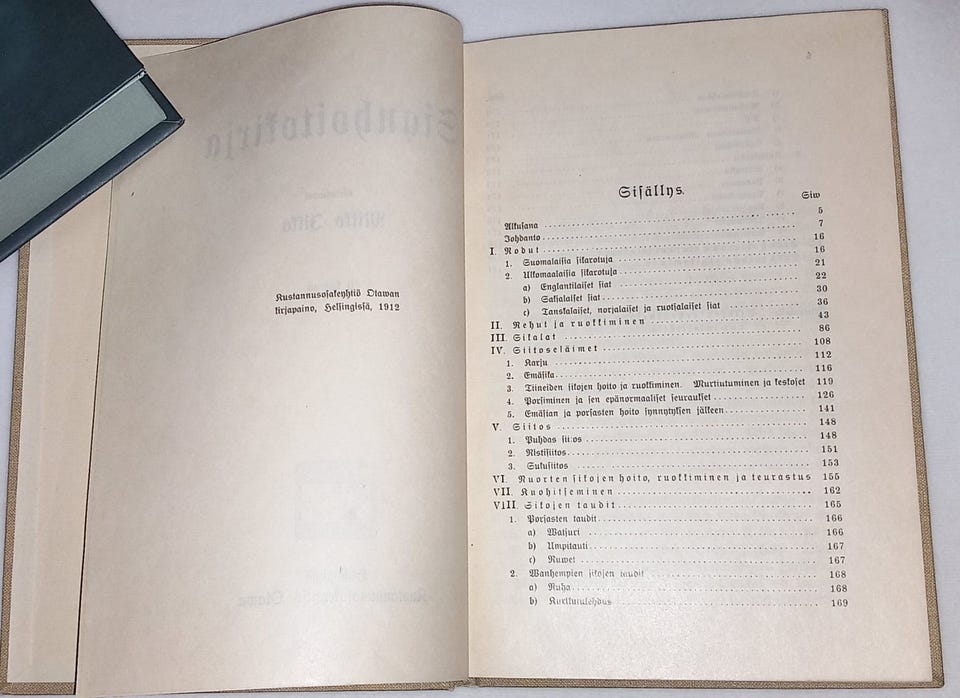 Kustannusosakeyhtiö Otawan
kirjapaino, Helsingissä, 1912
Sisällys.
Siw
Alkusana 5
Johdanto 7
I. Rodut 16
1. Suomalaisia sikarotuja 16
2. Ulkomaalaisia sikarotuja 21
a) Englantilaiset siat 22
b) Saksalaiset siat 30
c) Tanskalaiset, norjalaiset ja ruotsalaiset siat 36
II. Rehut ja ruokkiminen 43
III. Sikalat 86
IV. Siitoseläimet 108
1. Karju 112
2. Emäsika 116
3. Tiineiden sikojen hoito ja ruokkiminen. Murtiutuminen ja keskoset 119
4. Porsiminen ja sen epänormaaliset seuraukset 126
5. Emäsian ja porsasten hoito synnytyksen jälkeen 141
V. Siitos 148
1. Puhdas siitos 148
2. Ristisiitos 151
3. Sukusiitos 153
VI. Nuorten sikojen hoito, ruokkiminen ja teurastus 155
VII. Kuohitseminen 162
VIII. Sikojen taudit 165
1. Porsasten taudit 166
a) Watsuri 166
b) Umpitauti 167
c) Ruwet 167
2. Wanhempien sikojen taudit 168
a) Nuha 168
b) Kurkkutulehdus 169